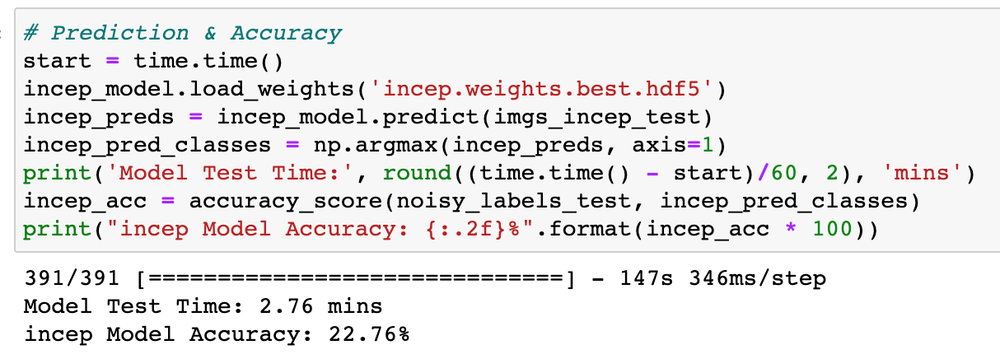 # Prediction & Accuracy
start = time.time()
incep_model.load_weights('incep.weights.best.hdf5')
incep_preds = incep_model.predict(imgs_incep_test)
incep_pred_classes = np.argmax(incep_preds, axis=1)
print('Model Test Time:', round((time.time() - start)/60, 2), 'mins')
incep_acc = accuracy_score(noisy_labels_test, incep_pred_classes)
print("incep Model Accuracy: {:.2f}%".format(incep_acc * 100))
391/391 [==============================] - 147s 346ms/step
Model Test Time: 2.76 mins
incep Model Accuracy: 22.76%